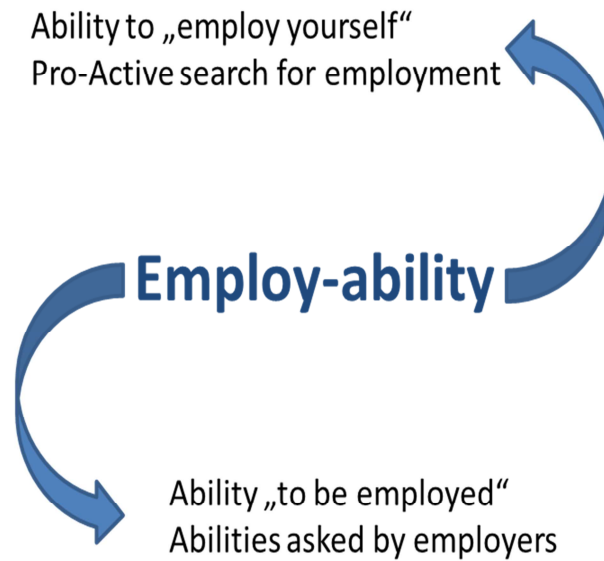 Ability to „employ yourself“
Pro-Active search for employment
Employ-ability
Ability „to be employed“
Abilities asked by employers